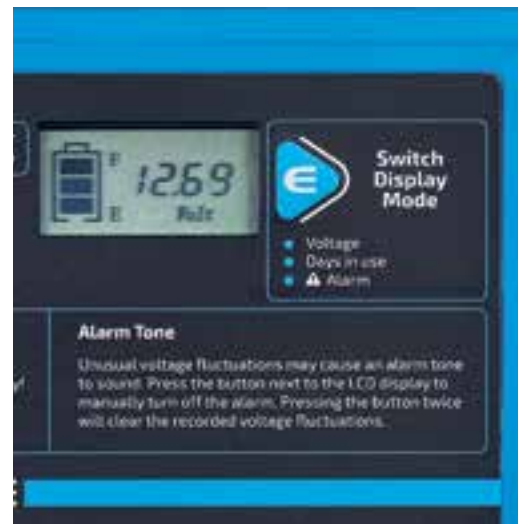 F
12.69
E
Volt
e
Switch
Display
Mode
Voltage
Days in use
Alarm
Alarm Tone
Unusual voltage fluctuations may cause an alarm tone
to sound. Press the button next to the LCD display to
manually turn off the alarm. Pressing the button twice
will clear the recorded voltage fluctuations.